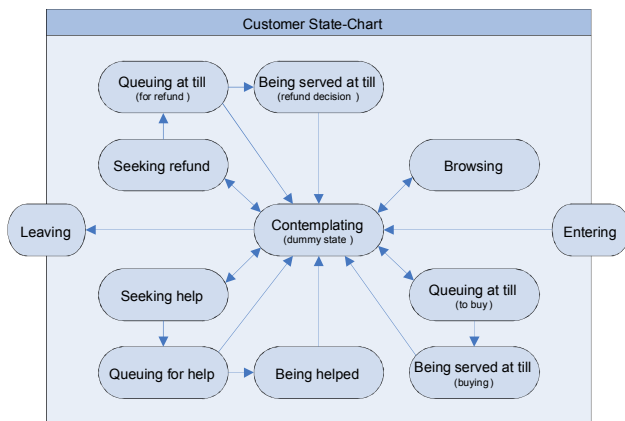 Customer State-Chart
Queuing at till
(for refund)
Being served at till
(refund decision)
Seeking refund
Browsing
Leaving
Contemplating
(dummy state)
Entering
Seeking help
Queuing at till
(to buy)
Queuing for help
Being helped
Being served at till
(buying)